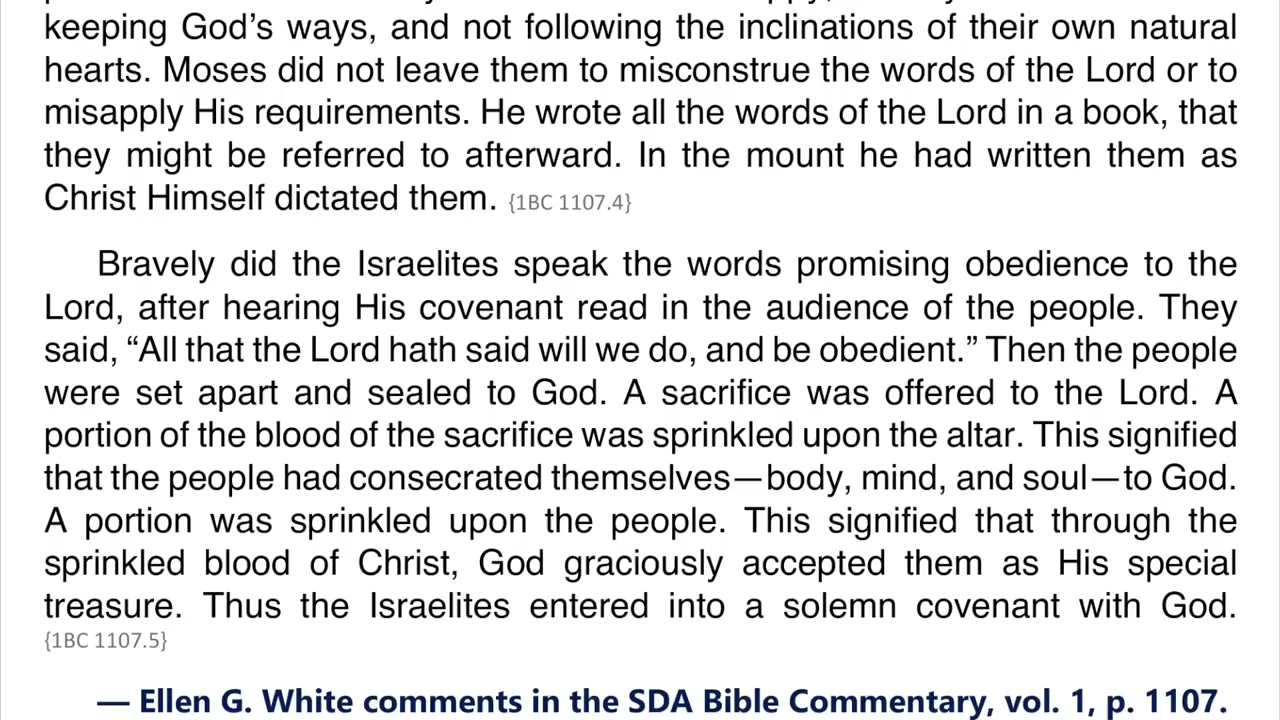 keeping God’s ways, and not following the inclinations of their own natural
hearts. Moses did not leave them to misconstrue the words of the Lord or to
misapply His requirements. He wrote all the words of the Lord in a book, that
they might be referred to afterward. In the mount he had written them as
Christ Himself dictated them. {1BC 1107.4}
Bravely did the Israelites speak the words promising obedience to the
Lord, after hearing His covenant read in the audience of the people. They
said, “All that the Lord hath said will we do, and be obedient.” Then the people
were set apart and sealed to God. A sacrifice was offered to the Lord. A
portion of the blood of the sacrifice was sprinkled upon the altar. This signified
that the people had consecrated themselves—body, mind, and soul—to God.
A portion was sprinkled upon the people. This signified that through the
sprinkled blood of Christ, God graciously accepted them as His special
treasure. Thus the Israelites entered into a solemn covenant with God.
{1BC 1107.5}
— Ellen G. White comments in the SDA Bible Commentary, vol. 1, p. 1107.